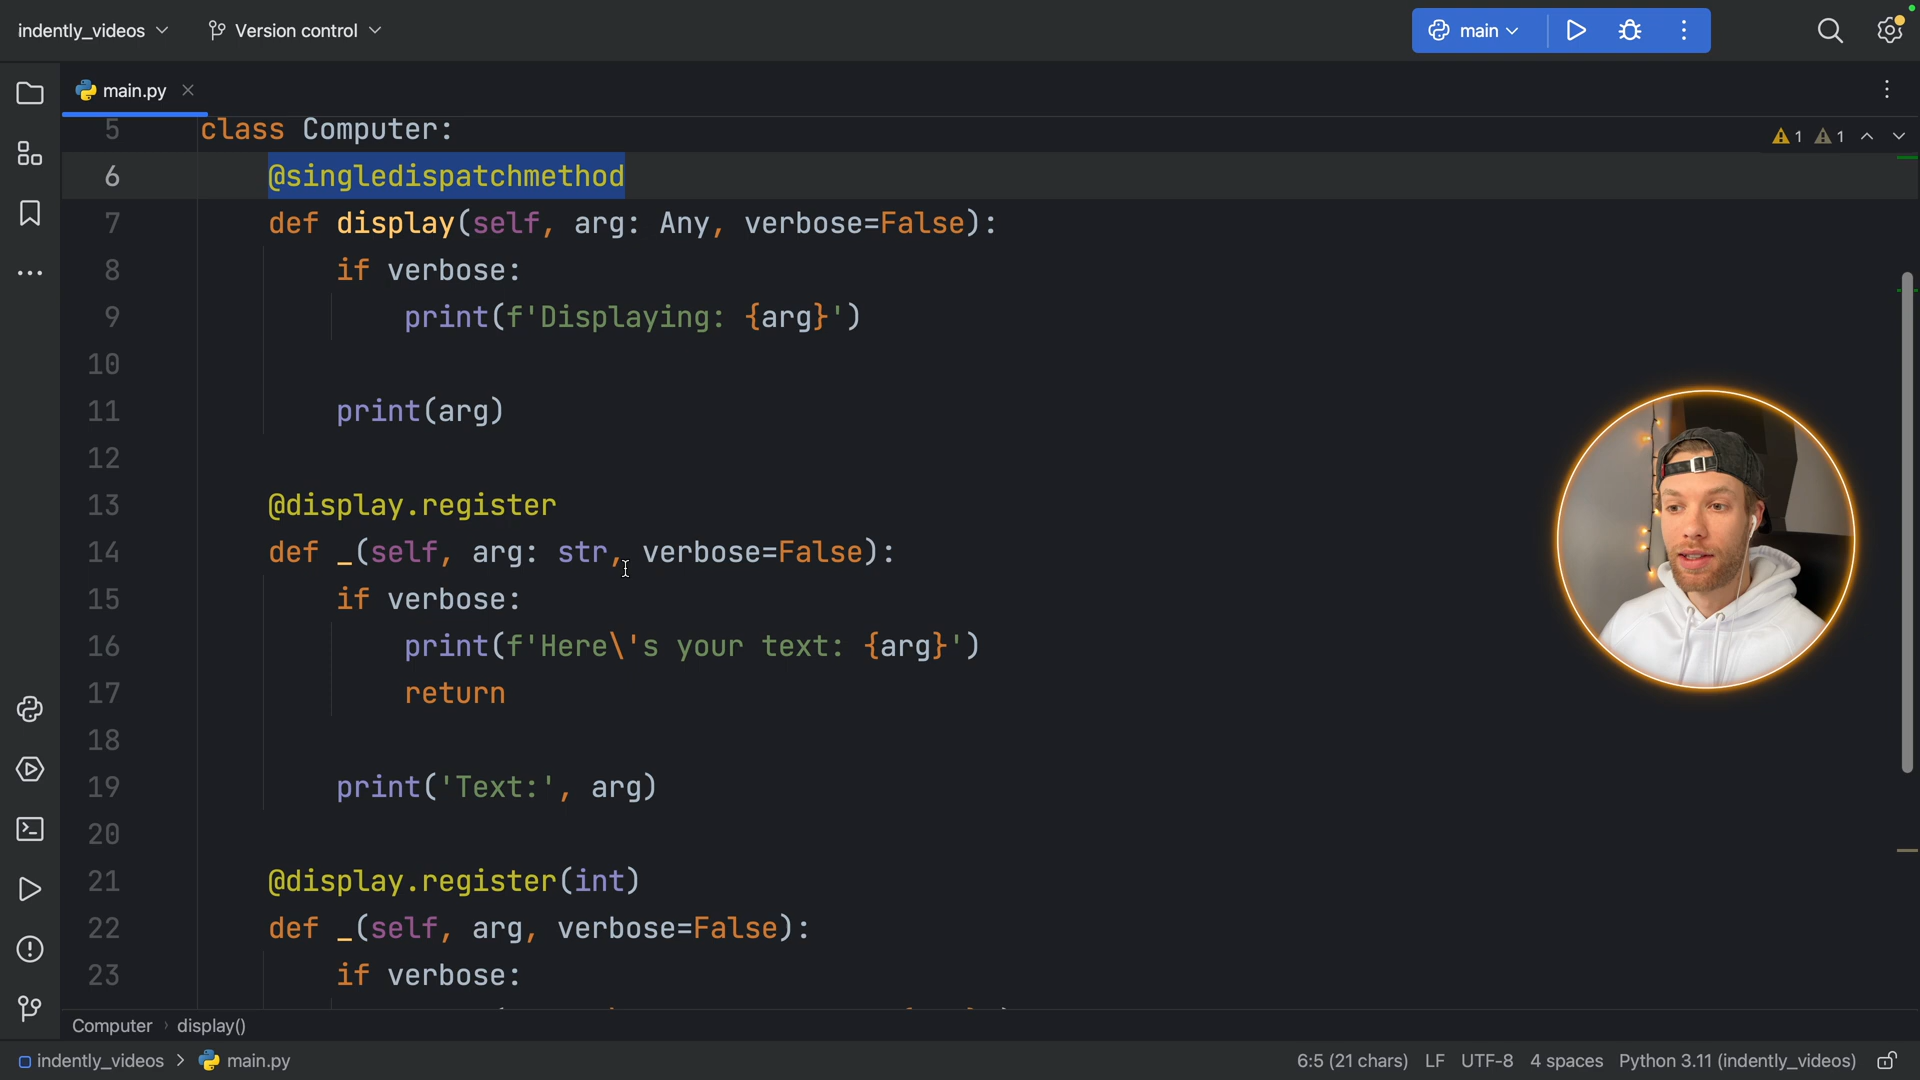 indently_videos
Version control
main
main.py
5 class Computer:
1 1
6 @singledispatchmethod
7 def display(self, arg: Any, verbose=False):
8 if verbose:
9 print(f'Displaying: {arg}')
10
11 print(arg)
12
13 @display.register
14 def _(self, arg: str, verbose=False):
15 if verbose:
16 print(f'Here\'s your text: {arg}')
17 return
18
19 print('Text:', arg)
20
21 @display.register(int)
22 def _(self, arg, verbose=False):
23 if verbose:
Computer › display()
indently_videos > main.py
6:5 (21 chars) LF UTF-8 4 spaces Python 3.11 (indently_videos)